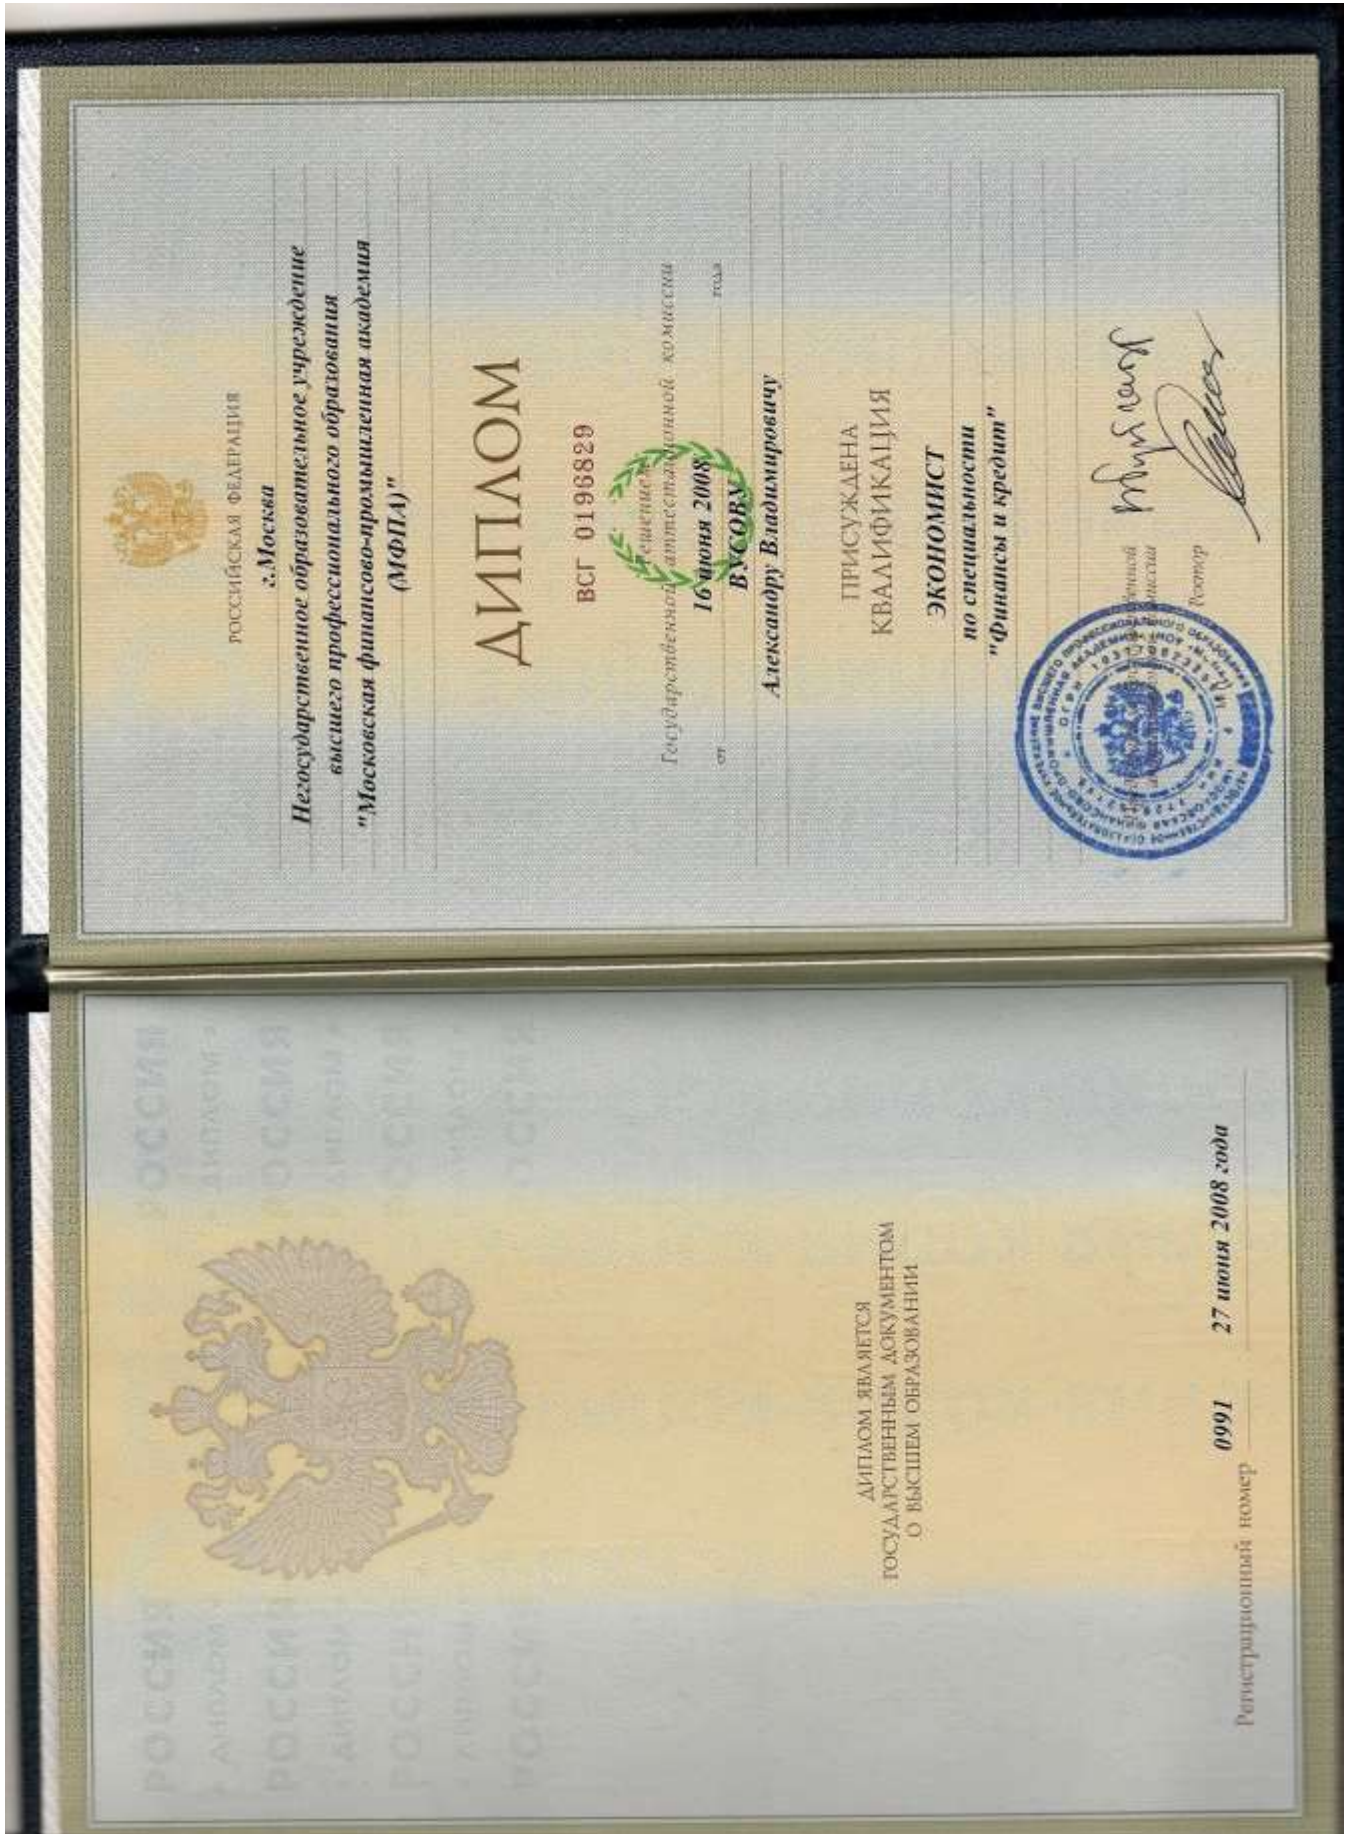 ДИПЛОМ ЯВЛЯЕТСЯ
ГОСУДАРСТВЕННЫМ ДОКУМЕНТОМ
О ВЫСШЕМ ОБРАЗОВАНИИ
Регистрационный номер 0991 27 июня 2008 года
РОССИЙСКАЯ ФЕДЕРАЦИЯ
г.Москва
Негосударственное образовательное учреждение
высшего профессионального образования
"Московская финансово-промышленная академия
(МФПА)"
ДИПЛОМ
ВСГ 0196829
Решением
Государственной аттестационной комиссии
от 16 июня 2008 года
ВУСОВУ
Александру Владимировичу
ПРИСУЖДЕНА
КВАЛИФИКАЦИЯ
ЭКОНОМИСТ
по специальности
"Финансы и кредит"
Ректор